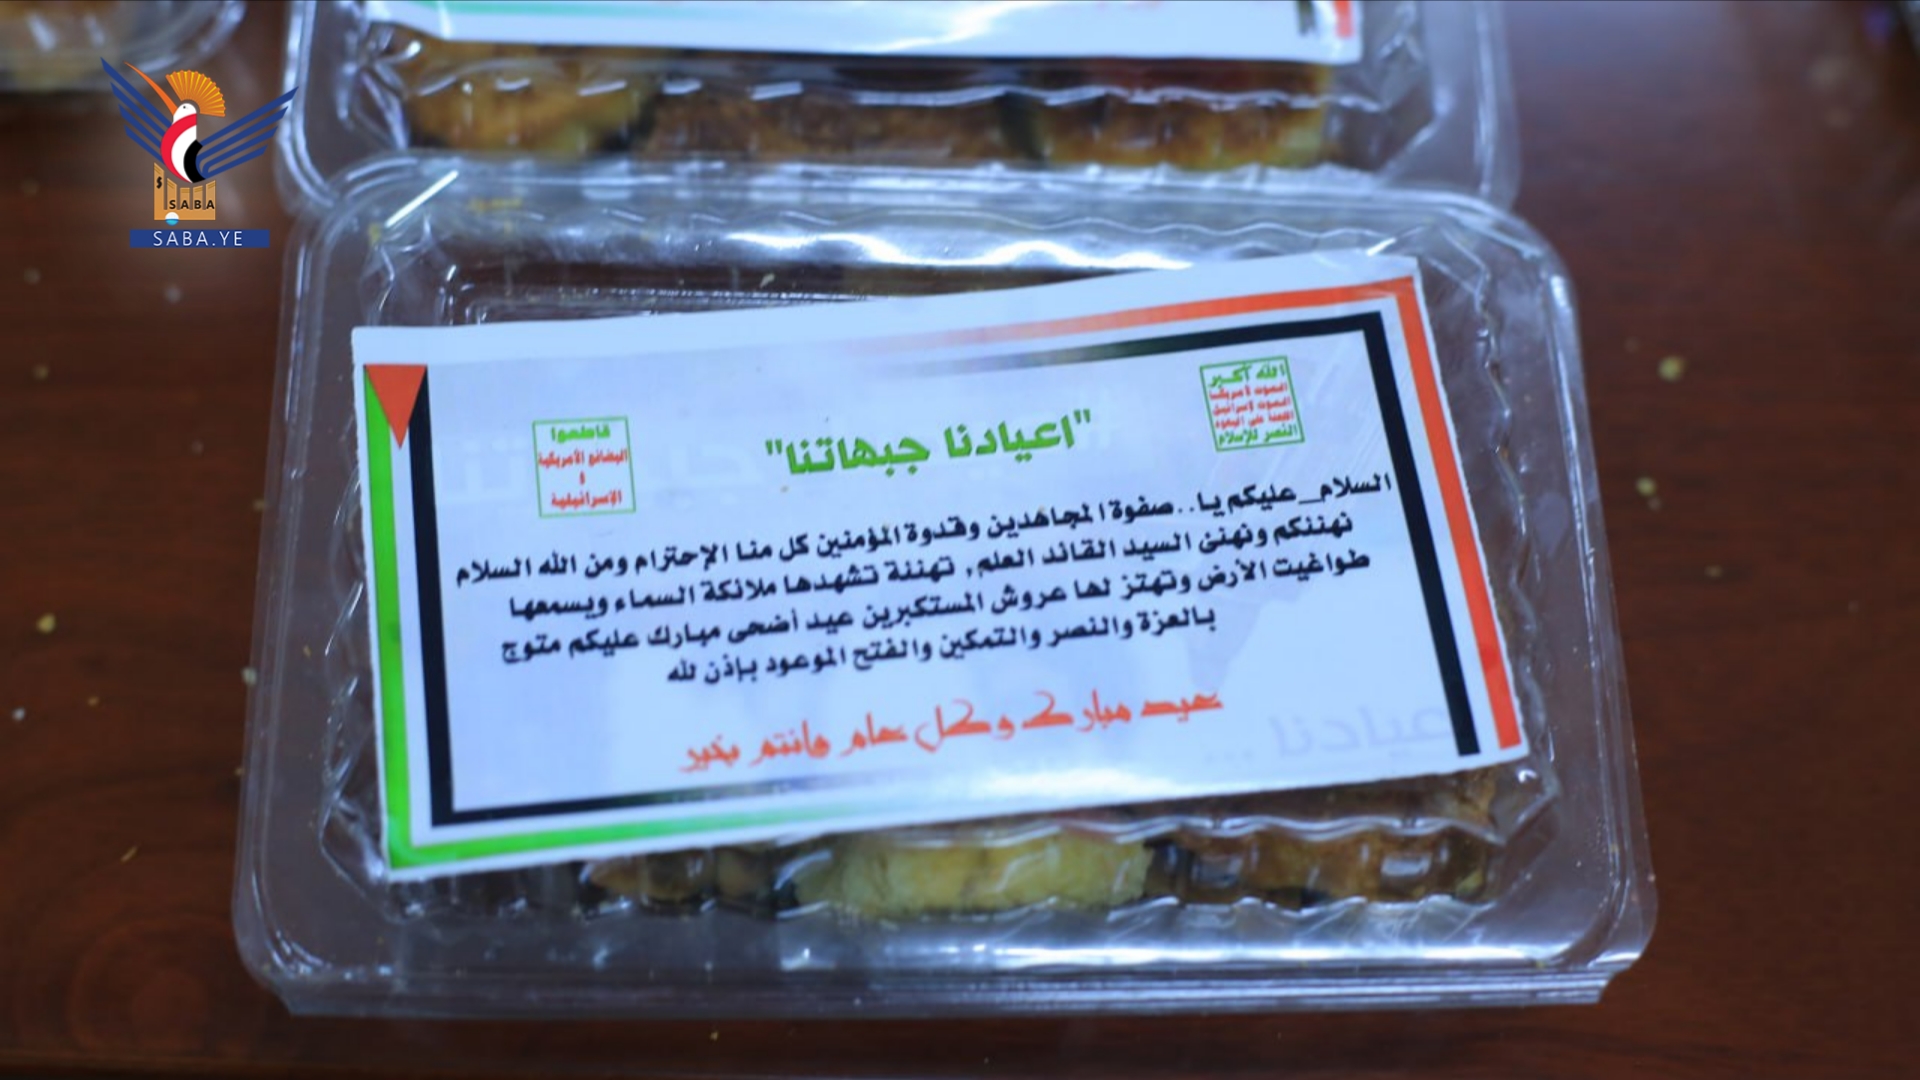 SABA
SABA.YE
الله أكبر
الموت لأمريكا
الموت لإسرائيل
اللعنة على اليهود
النصر للإسلام
"اعيادنا جبهاتنا"
قاطعوا
البضائع الأمريكية
و
الإسرائيلية
السلام_عليكم يا..صفوة المجاهدين وقدوة المؤمنين كل منا الإحترام ومن الله السلام
نهنئكم ونهنئ السيد القائد العلم, تهنئة تشهدها ملائكة السماء ويسمعها
طواغيت الأرض وتهتز لها عروش المستكبرين عيد أضحى مبارك عليكم متوج
بالعزة والنصر والتمكين والفتح الموعود بإذن لله
عيد مبارك وكل عام وانتم بخير